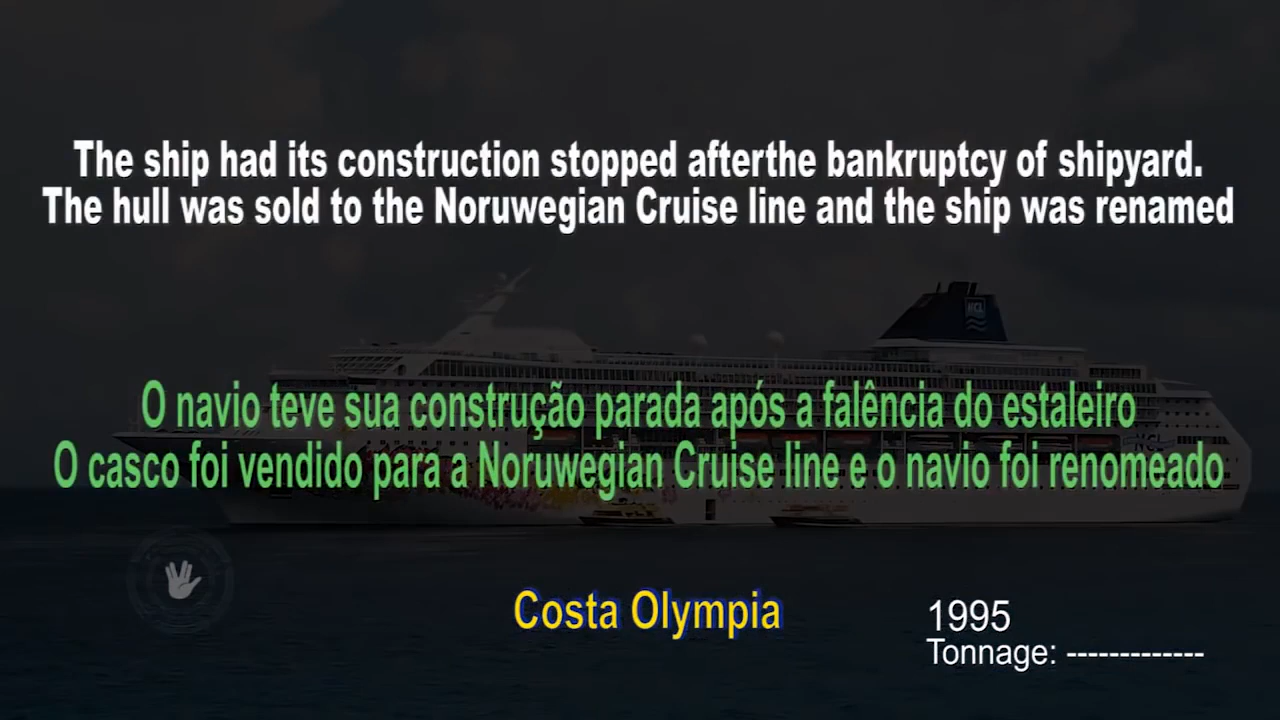 The ship had its construction stopped afterthe bankruptcy of shipyard.
The hull was sold to the Noruwegian Cruise line and the ship was renamed
NCL
O navio teve sua construção parada após a falência do estaleiro
O casco foi vendido para a Noruwegian Cruise line e o navio foi renomeado
NCL
Costa Olympia
1995
Tonnage: -------------